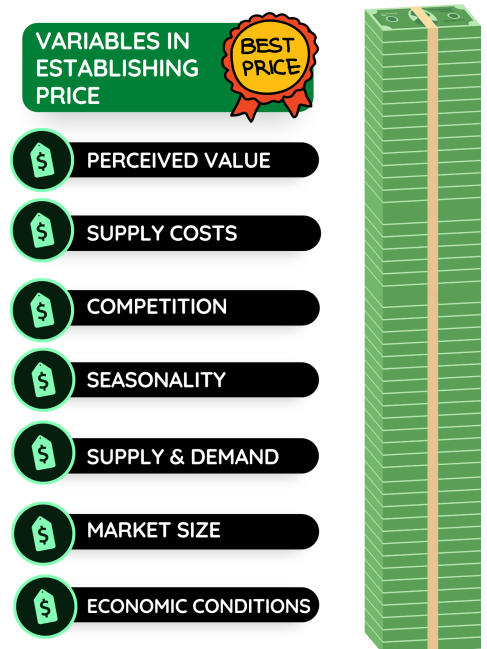 VARIABLES IN
ESTABLISHING
PRICE
BEST
PRICE
PERCEIVED VALUE
SUPPLY COSTS
COMPETITION
SEASONALITY
SUPPLY & DEMAND
MARKET SIZE
ECONOMIC CONDITIONS